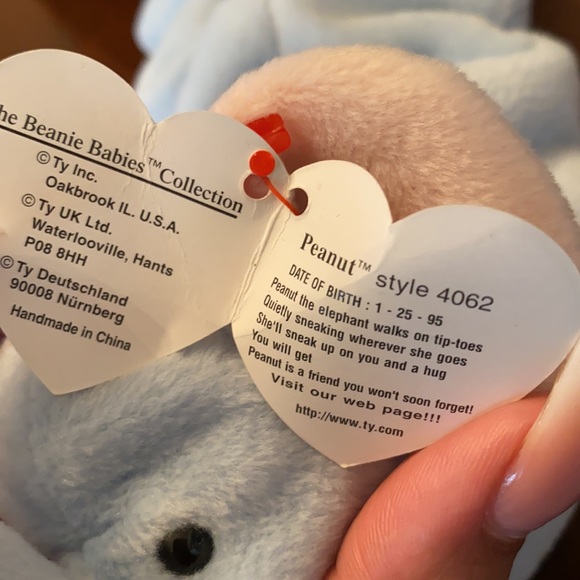 he Beanie Babies™ Collection
© Ty Inc.
Oakbrook IL. U.S.A.
© Ty UK Ltd.
Waterlooville, Hants
P08 8HH
© Ty Deutschland
90008 Nürnberg
Handmade in China
Peanut™ style 4062
DATE OF BIRTH : 1 - 25 - 95
Peanut the elephant walks on tip-toes
Quietly sneaking wherever she goes
She'll sneak up on you and a hug
You will get
Peanut is a friend you won't soon forget!
Visit our web page!!!
http://www.ty.com